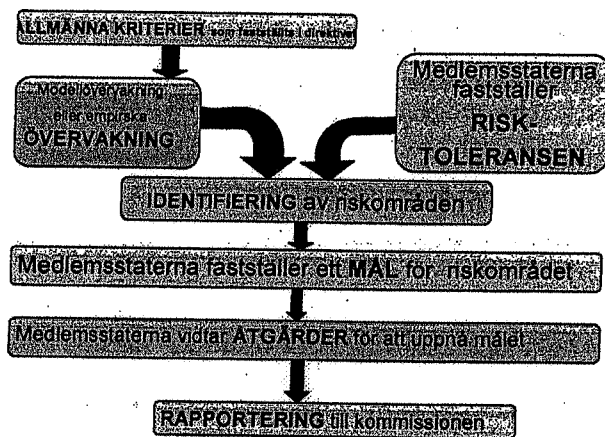 ALLMÄNNA KRITERIER som fastställts i direktivet
Modellövervakning
eller empirisk
ÖVERVAKNING
Medlemsstaterna
fastställer
RISK-
TOLERANSEN
IDENTIFIERING av riskområden
Medlemsstaterna fastställer ett MÅL för riskområdet
Medlemsstaterna vidtar ÅTGÄRDER för att uppnå målet
RAPPORTERING till kommissionen